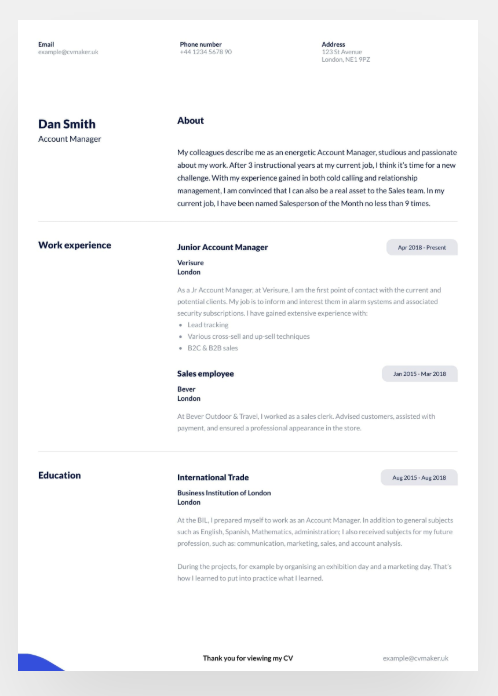 Email
example@cvmaker.uk
Phone number
+44 1204 5678 90
Address
123 St Avenue
London, NE1 9PZ
Dan Smith
Account Manager
About
My colleagues describe me as an energetic Account Manager, studious and passionate
about my work. After 3 instructional years at my current job, I think it's time for a new
challenge. With my experience gained in both cold calling and relationship
management, I am convinced that I can also be a real asset to the Sales team. In my
current job, I have been named Salesperson of the Month no less than 9 times.
Work experience
Junior Account Manager
Apr 2018 - Present
Verisure
London
As a Jr Account Manager, at Verisure, I am the first point of contact with the current and
potential clients. My job is to inform and interest them in alarm systems and associated
security subscriptions. I have gained extensive experience with:
• Lead tracking
• Various cross-sell and up-sell techniques
• B2C & B2B sales
Sales employee
Jan 2015 - Mar 2018
Bever
London
At Bever Outdoor & Travel, I worked as a sales clerk. Advised customers, assisted with
payment, and ensured a professional appearance in the store.
Education
International Trade
Aug 2015 - Aug 2018
Business Institution of London
London
At the BIL, I prepared myself to work as an Account Manager. In addition to general subjects
such as English, Spanish, Mathematics, administration; I also received subjects for my future
profession, such as: communication, marketing, sales, and account analysis.
During the projects, for example by organising an exhibition day and a marketing day. That's
how I learned to put into practice what I learned.
Thank you for viewing my CV
example@cvmaker.uk